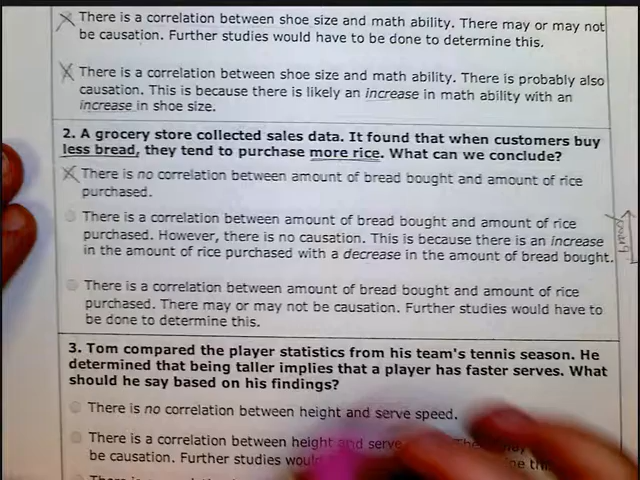 There is a correlation between shoe size and math ability. There may or may not
be causation. Further studies would have to be done to determine this.
There is a correlation between shoe size and math ability. There is probably also
causation. This is because there is likely an increase in math ability with an
increase in shoe size.
2. A grocery store collected sales data. It found that when customers buy
less bread, they tend to purchase more rice. What can we conclude?
There is no correlation between amount of bread bought and amount of rice
purchased.
There is a correlation between amount of bread bought and amount of rice
purchased. However, there is no causation. This is because there is an increase
in the amount of rice purchased with a decrease in the amount of bread bought.
There is a correlation between amount of bread bought and amount of rice
purchased. There may or may not be causation. Further studies would have to
be done to determine this.
3. Tom compared the player statistics from his team's tennis season. He
determined that being taller implies that a player has faster serves. What
should he say based on his findings?
There is no correlation between height and serve speed.
There is a correlation between height and serve
be causation. Further